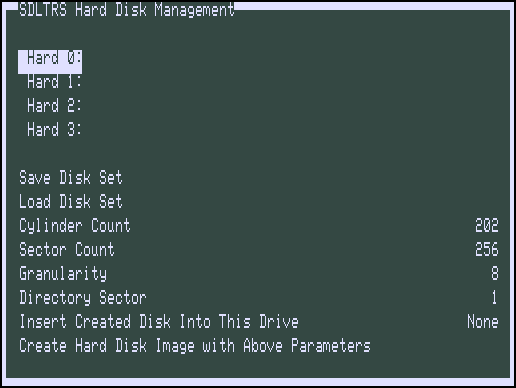 SDLTRS Hard Disk Management
Hard 0:
Hard 1:
Hard 2:
Hard 3:
Save Disk Set
Load Disk Set
Cylinder Count 202
Sector Count 256
Granularity 8
Directory Sector 1
Insert Created Disk Into This Drive None
Create Hard Disk Image with Above Parameters